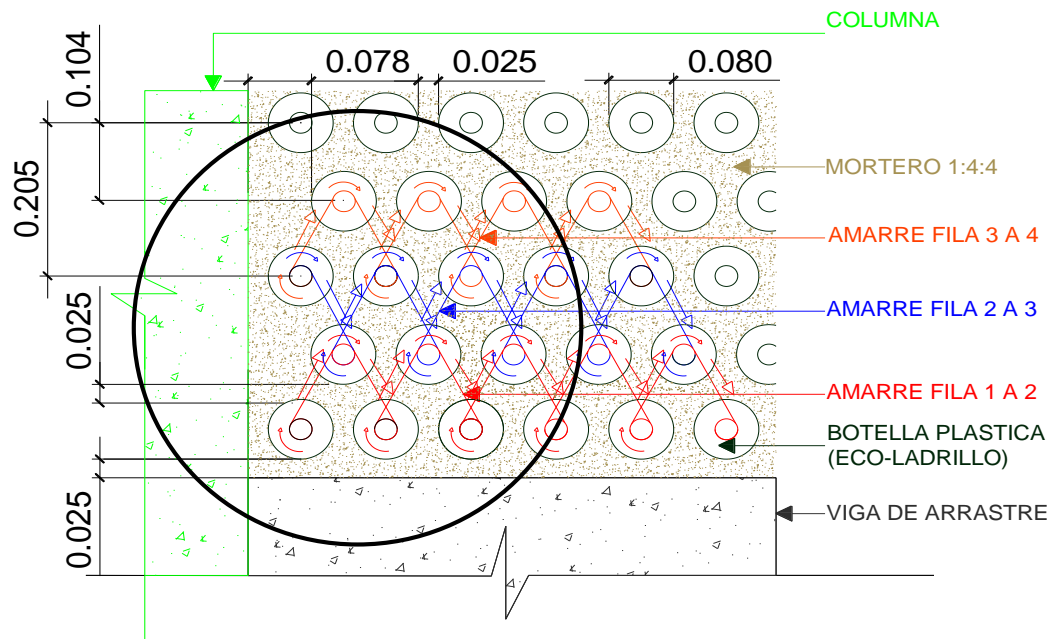 COLUMNA
0.078
0.025
0.080
0.104
0.205
MORTERO 1:4:4
AMARRE FILA 3 A 4
AMARRE FILA 2 A 3
0.025
AMARRE FILA 1 A 2
BOTELLA PLASTICA
(ECO-LADRILLO)
0.025
VIGA DE ARRASTRE